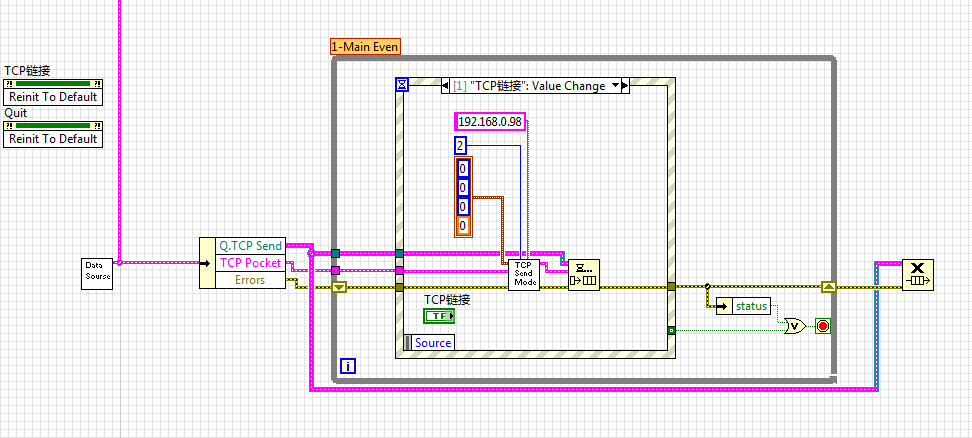 1-Main Even
TCP链接
Reinit To Default
Quit
Reinit To Default
[1] "TCP链接": Value Change
192.168.0.98
2
0
0
0
0
Data
Sourse
Q.TCP Send
TCP Pocket
Errors
TCP
Send
Mode
TCP链接
TF
Source
status
i